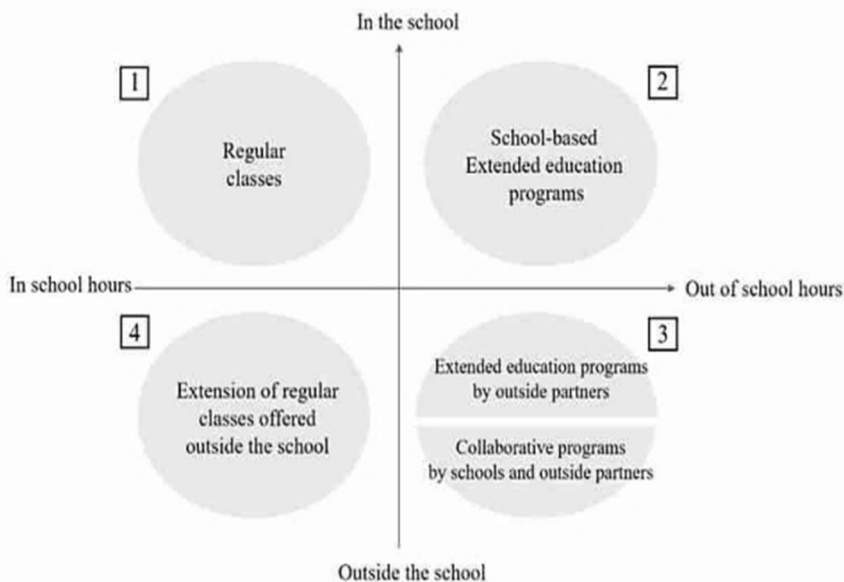 In the school
1
2
Regular
classes
School-based
Extended education
programs
In school hours
Out of school hours
4
3
Extension of regular
classes offered
outside the school
Extended education programs
by outside partners
Collaborative programs
by schools and outside partners
Outside the school